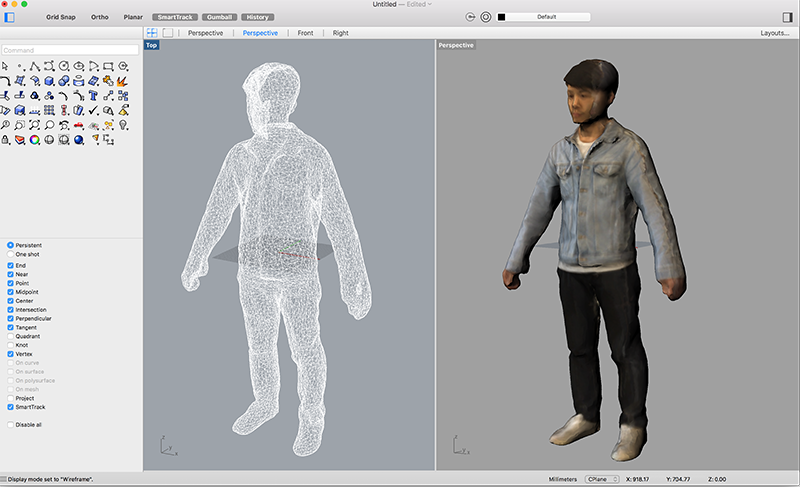 Untitled — Edited
Grid Snap Ortho Planar SmartTrack Gumball History Default
Perspective Perspective Front Right Layouts...
Top Perspective
Command
Persistent
One shot
End
Near
Point
Midpoint
Center
Intersection
Perpendicular
Tangent
Quadrant
Knot
Vertex
On curve
On surface
On polysurface
On mesh
Project
SmartTrack
Disable all
z y x
z y x
Display mode set to "Wireframe". Millimeters CPlane X: 918.17 Y: 704.77 Z: 0.00